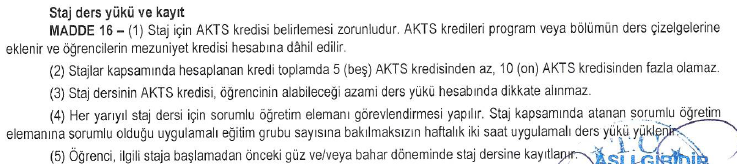 Staj ders yükü ve kayıt
MADDE 16 – (1) Staj için AKTS kredisi belirlemesi zorunludur. AKTS kredileri program veya bölümün ders çizelgelerine
eklenir ve öğrencilerin mezuniyet kredisi hesabına dâhil edilir.
(2) Stajlar kapsamında hesaplanan kredi toplamda 5 (beş) AKTS kredisinden az, 10 (on) AKTS kredisinden fazla olamaz.
(3) Staj dersinin AKTS kredisi, öğrencinin alabileceği azami ders yükü hesabında dikkate alınmaz.
(4) Her yarıyıl staj dersi için sorumlu öğretim elemanı görevlendirmesi yapılır. Staj kapsamında atanan sorumlu öğretim
elemanına sorumlu olduğu uygulamalı eğitim grubu sayısına bakılmaksızın haftalık iki saat uygulamalı ders yükü yüklenir.
(5) Öğrenci, ilgili staja başlamadan önceki güz ve/veya bahar döneminde staj dersine kayıtlanır.
T.C
ASLI GİBİDİR